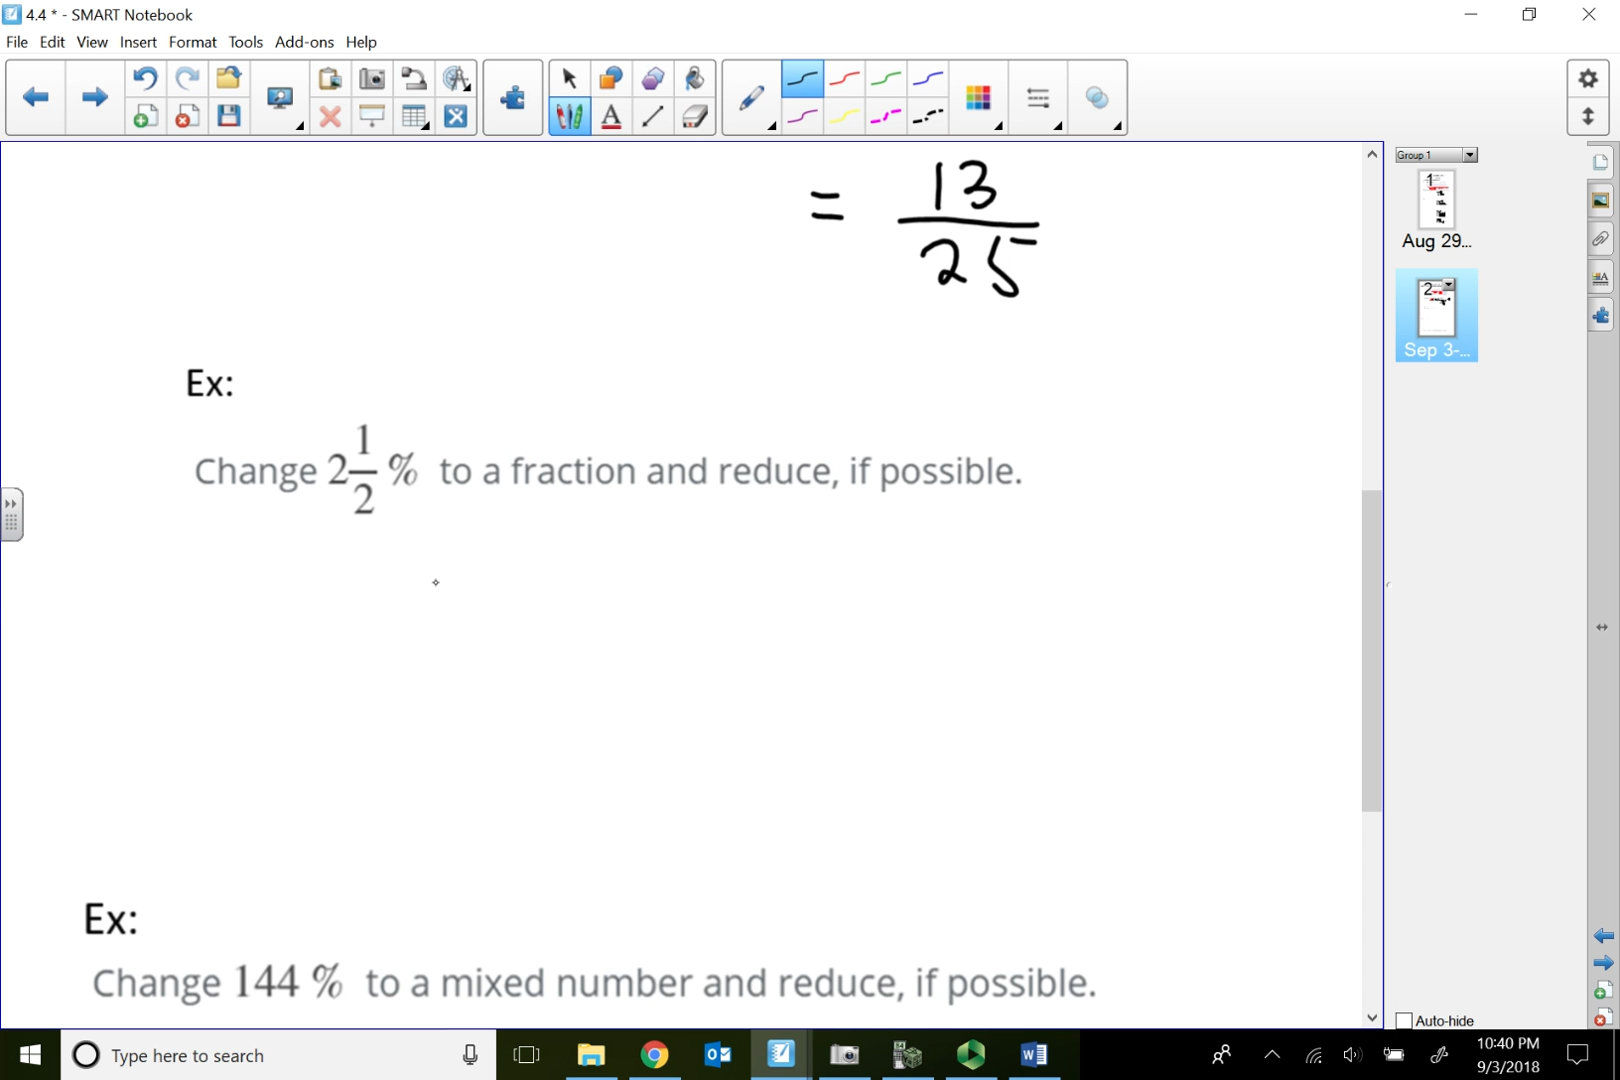 4.4 * - SMART Notebook
File Edit View Insert Format Tools Add-ons Help
Group 1
1
Aug 29...
2
Sep 3-...
= 13
25
Ex:
Change 2 1/2 % to a fraction and reduce, if possible.
Ex:
Change 144 % to a mixed number and reduce, if possible.
Auto-hide
Type here to search
10:40 PM
9/3/2018